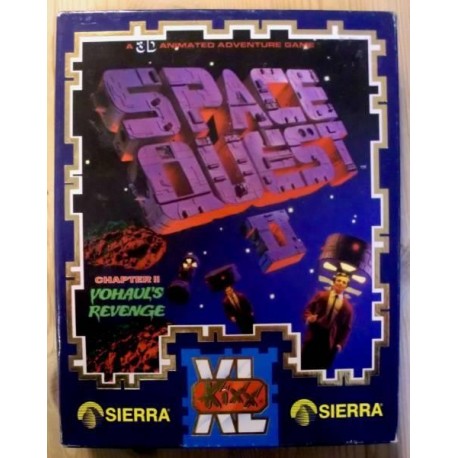 A 3D ANIMATED ADVENTURE GAME
SPACE
QUEST
II
CHAPTER II
VOHAUL'S
REVENGE
SIERRA
XL
KIXX
SIERRA